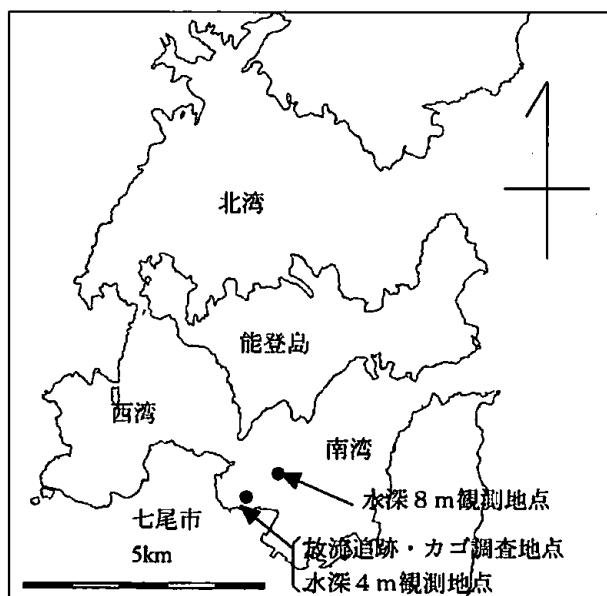 北湾
能登島
西湾
南湾
水深８ｍ観測地点
七尾市
放流追跡・カゴ調査地点
5km
水深４ｍ観測地点